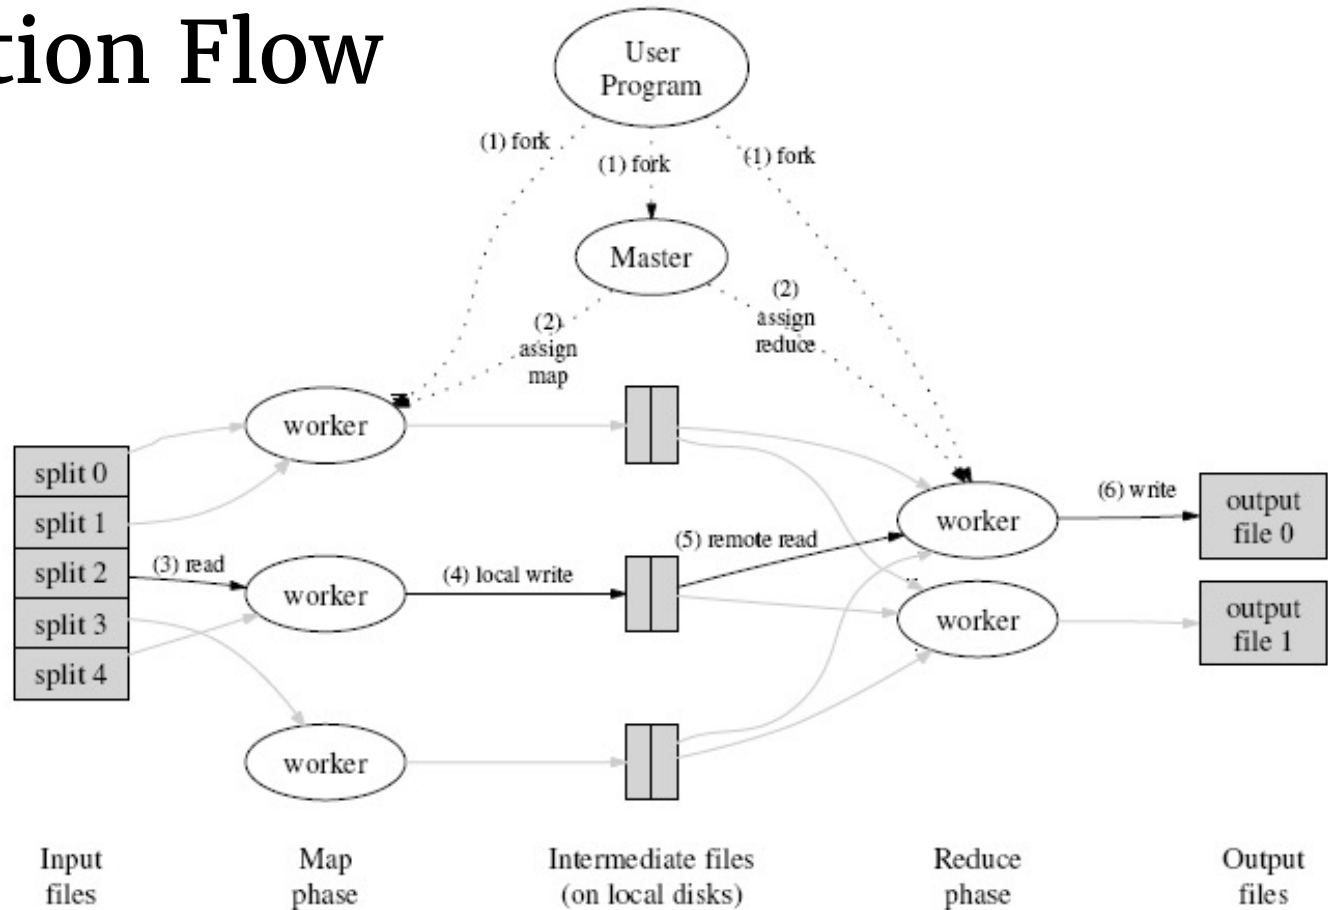 tion Flow
User
Program
(1) fork
(1) fork
(1) fork
Master
(2)
assign
map
(2)
assign
reduce
worker
split 0
split 1
split 2
split 3
split 4
(3) read
worker
(4) local write
(5) remote read
worker
(6) write
output
file 0
worker
output
file 1
worker
Input
files
Map
phase
Intermediate files
(on local disks)
Reduce
phase
Output
files